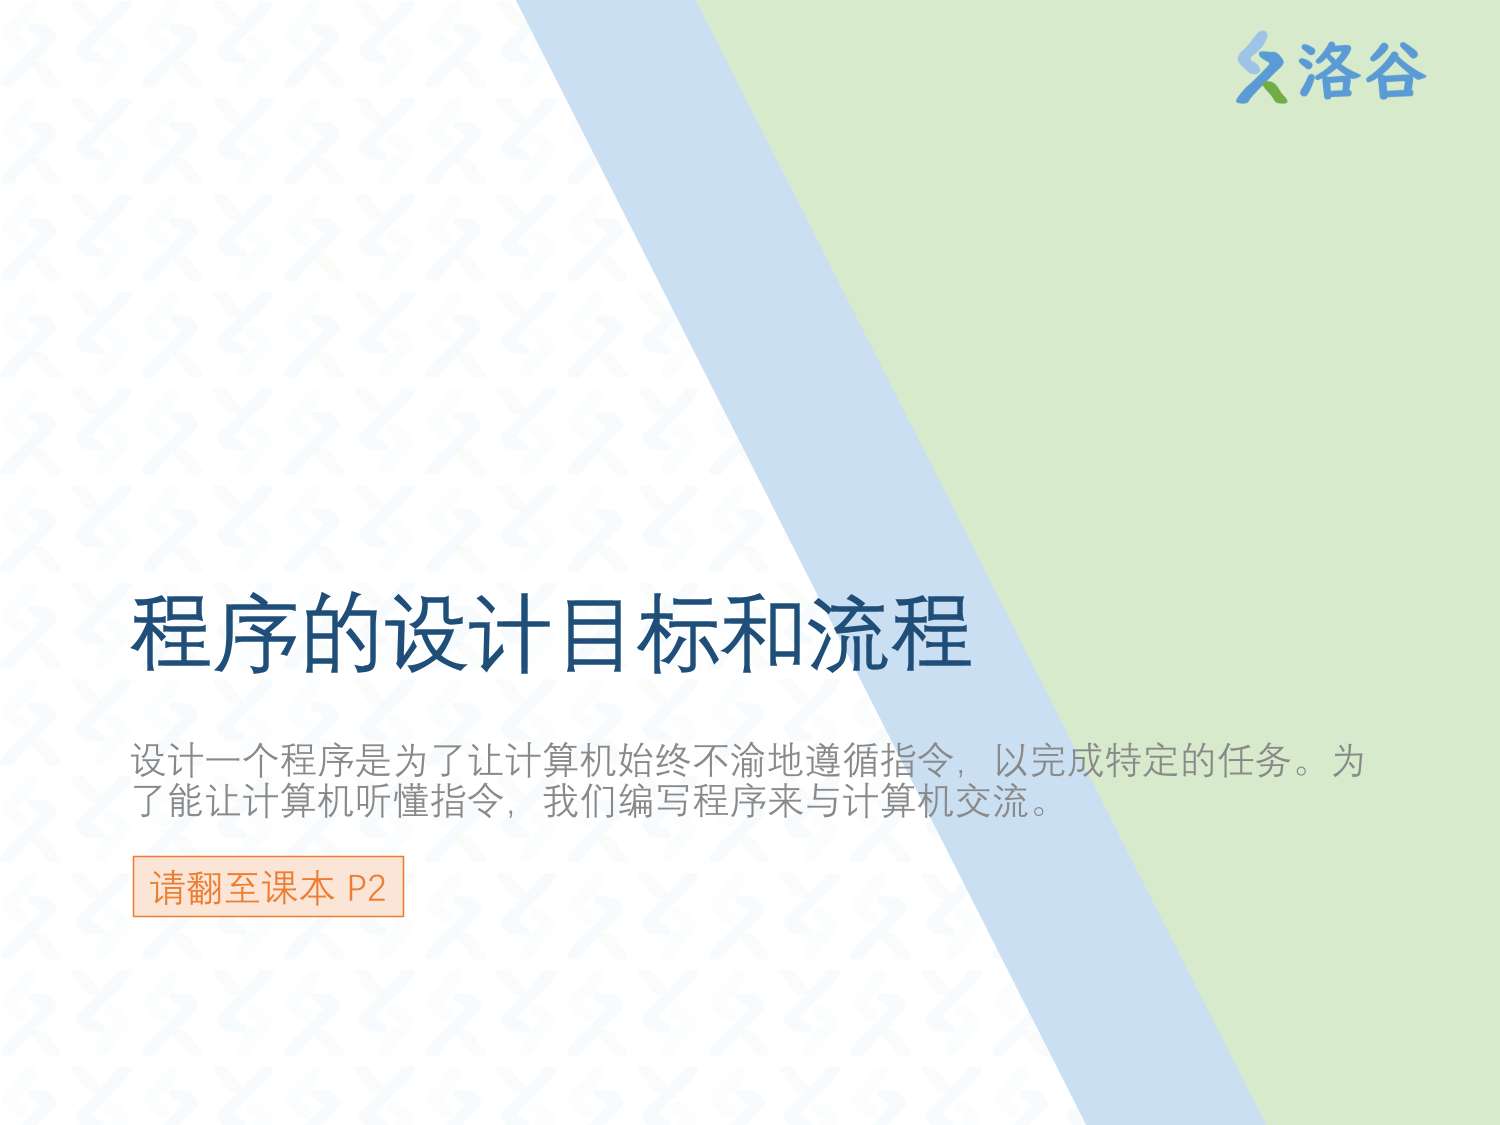 洛谷
程序的设计目标和流程
设计一个程序是为了让计算机始终不渝地遵循指令，以完成特定的任务。为
了能让计算机听懂指令，我们编写程序来与计算机交流。
请翻至课本 P2